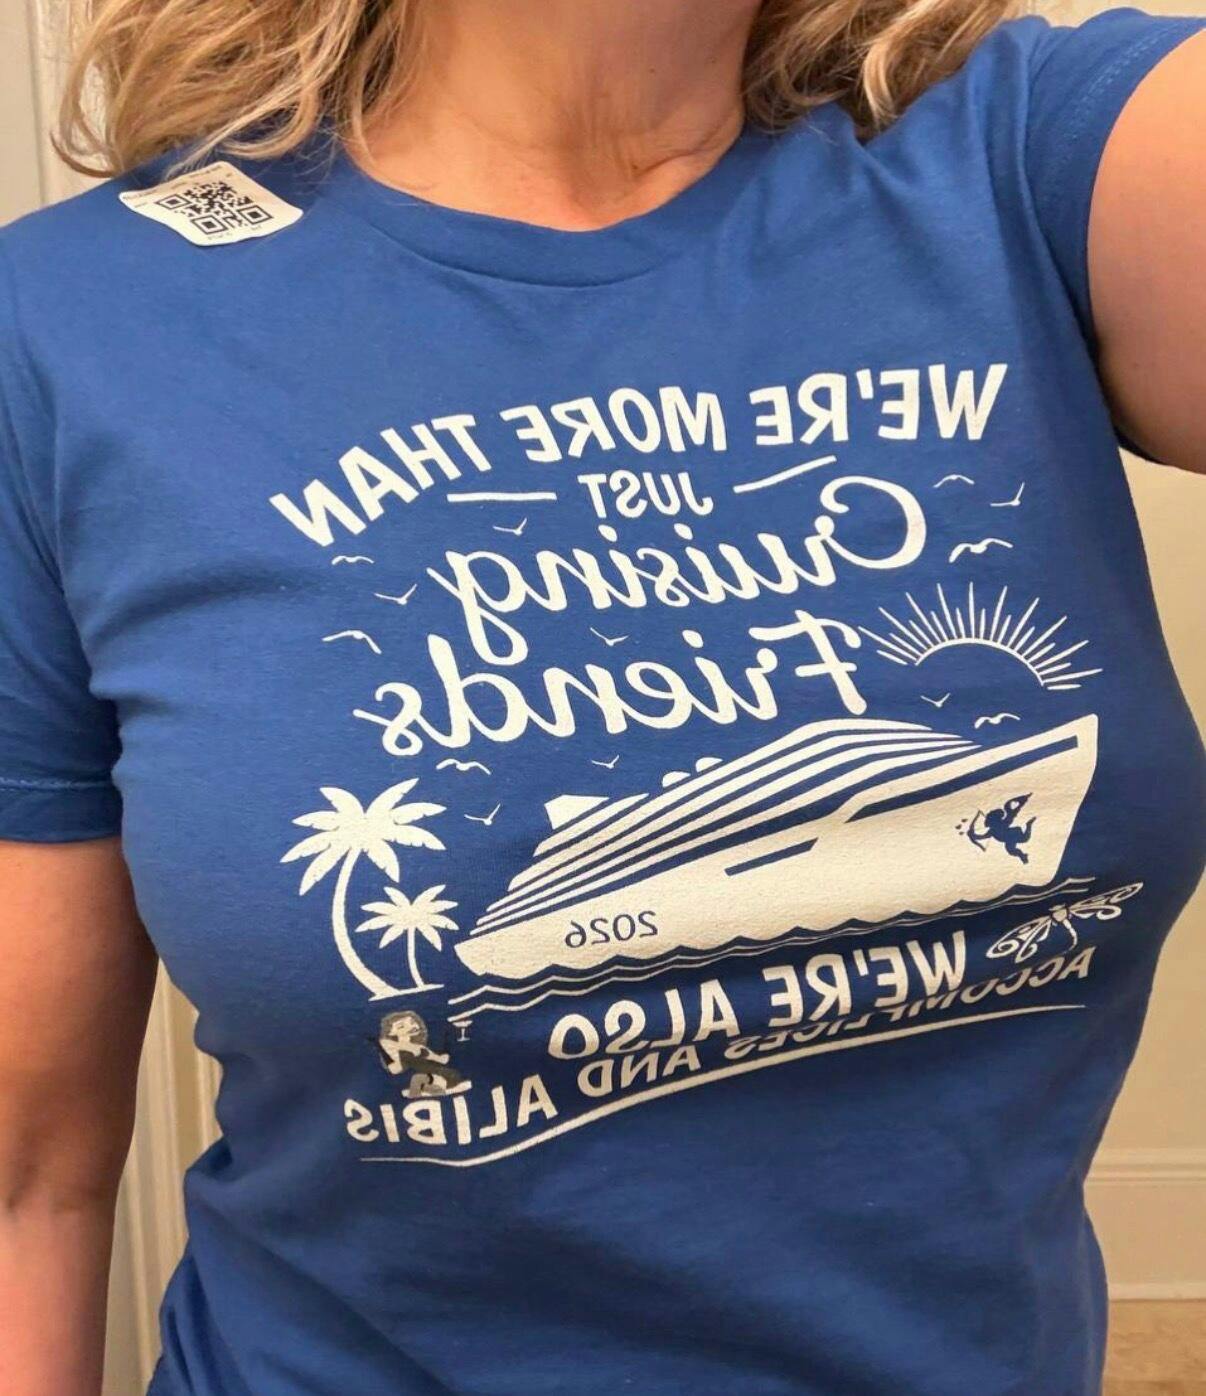 WE'RE MORE THAN
JUST
Cruising
Friends
2026
WE'RE ALSO
ACCOMPLICES AND ALIBIS